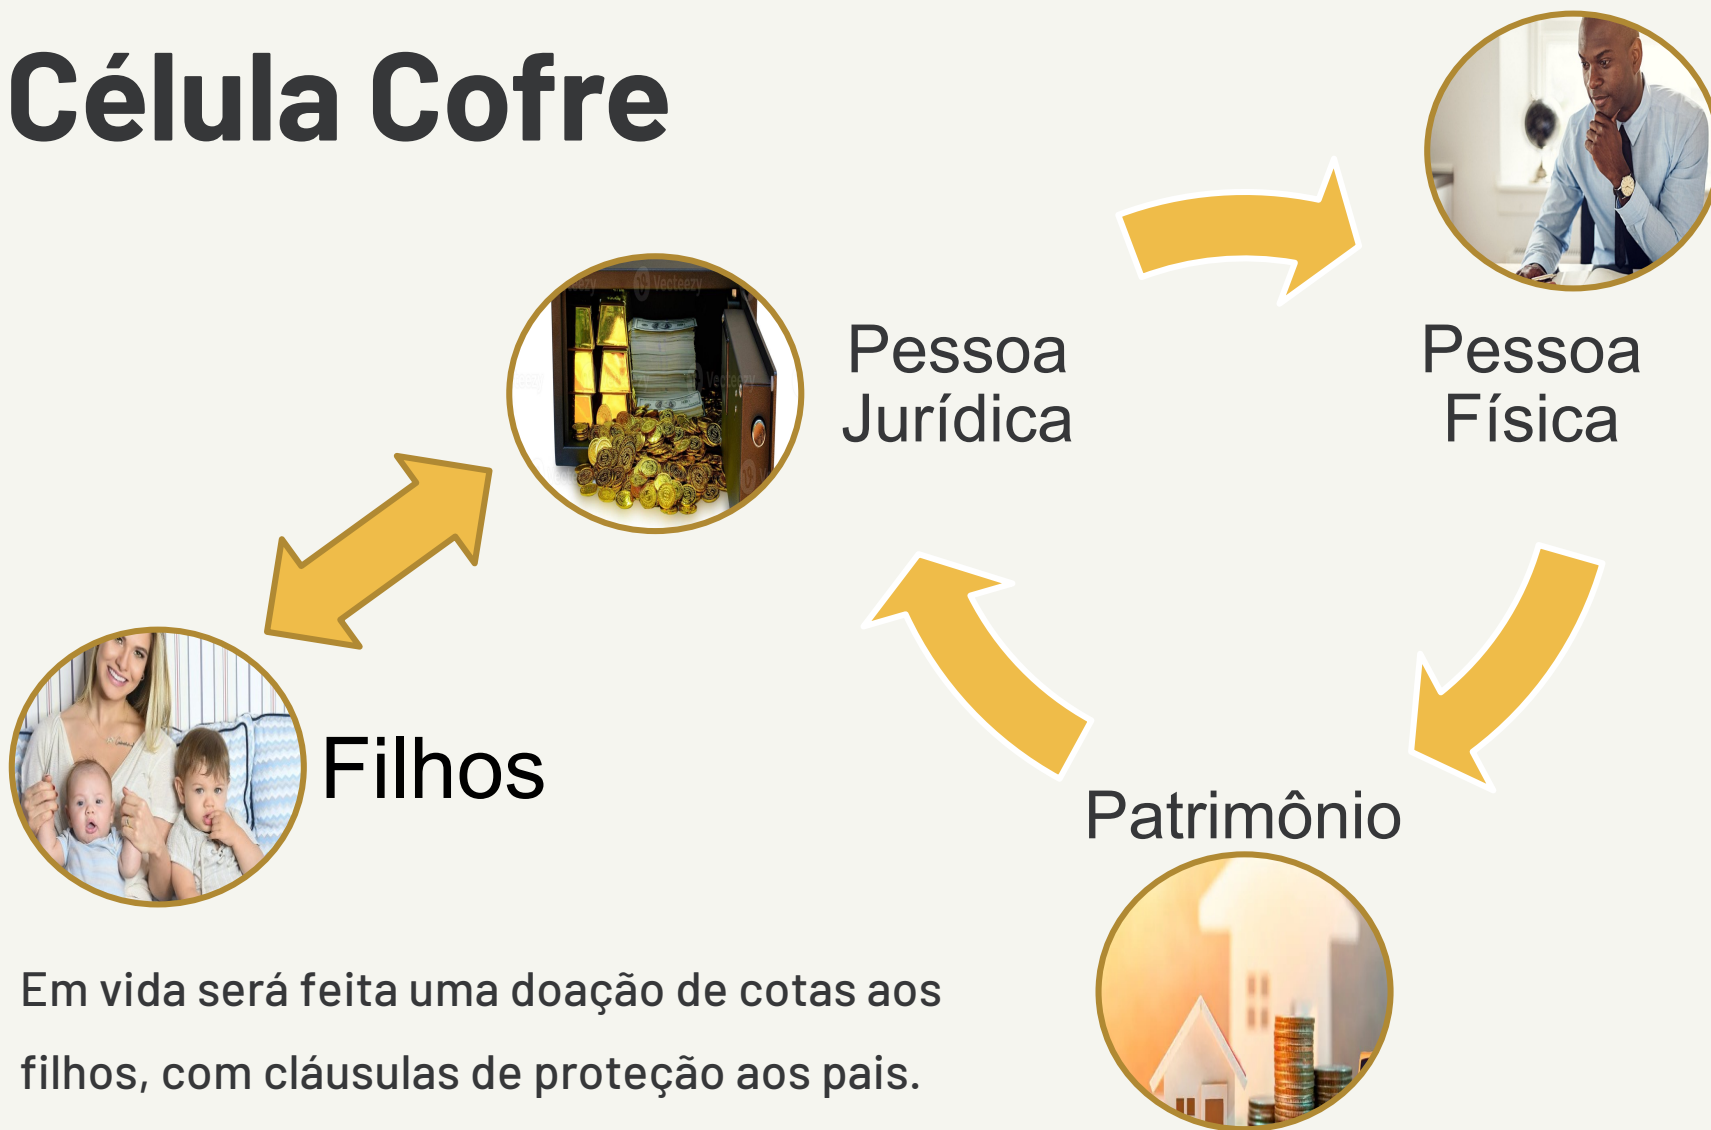 Célula Cofre
Vecteezy
Pessoa
Jurídica
Pessoa
Física
Filhos
Patrimônio
Em vida será feita uma doação de cotas aos
filhos, com cláusulas de proteção aos pais.